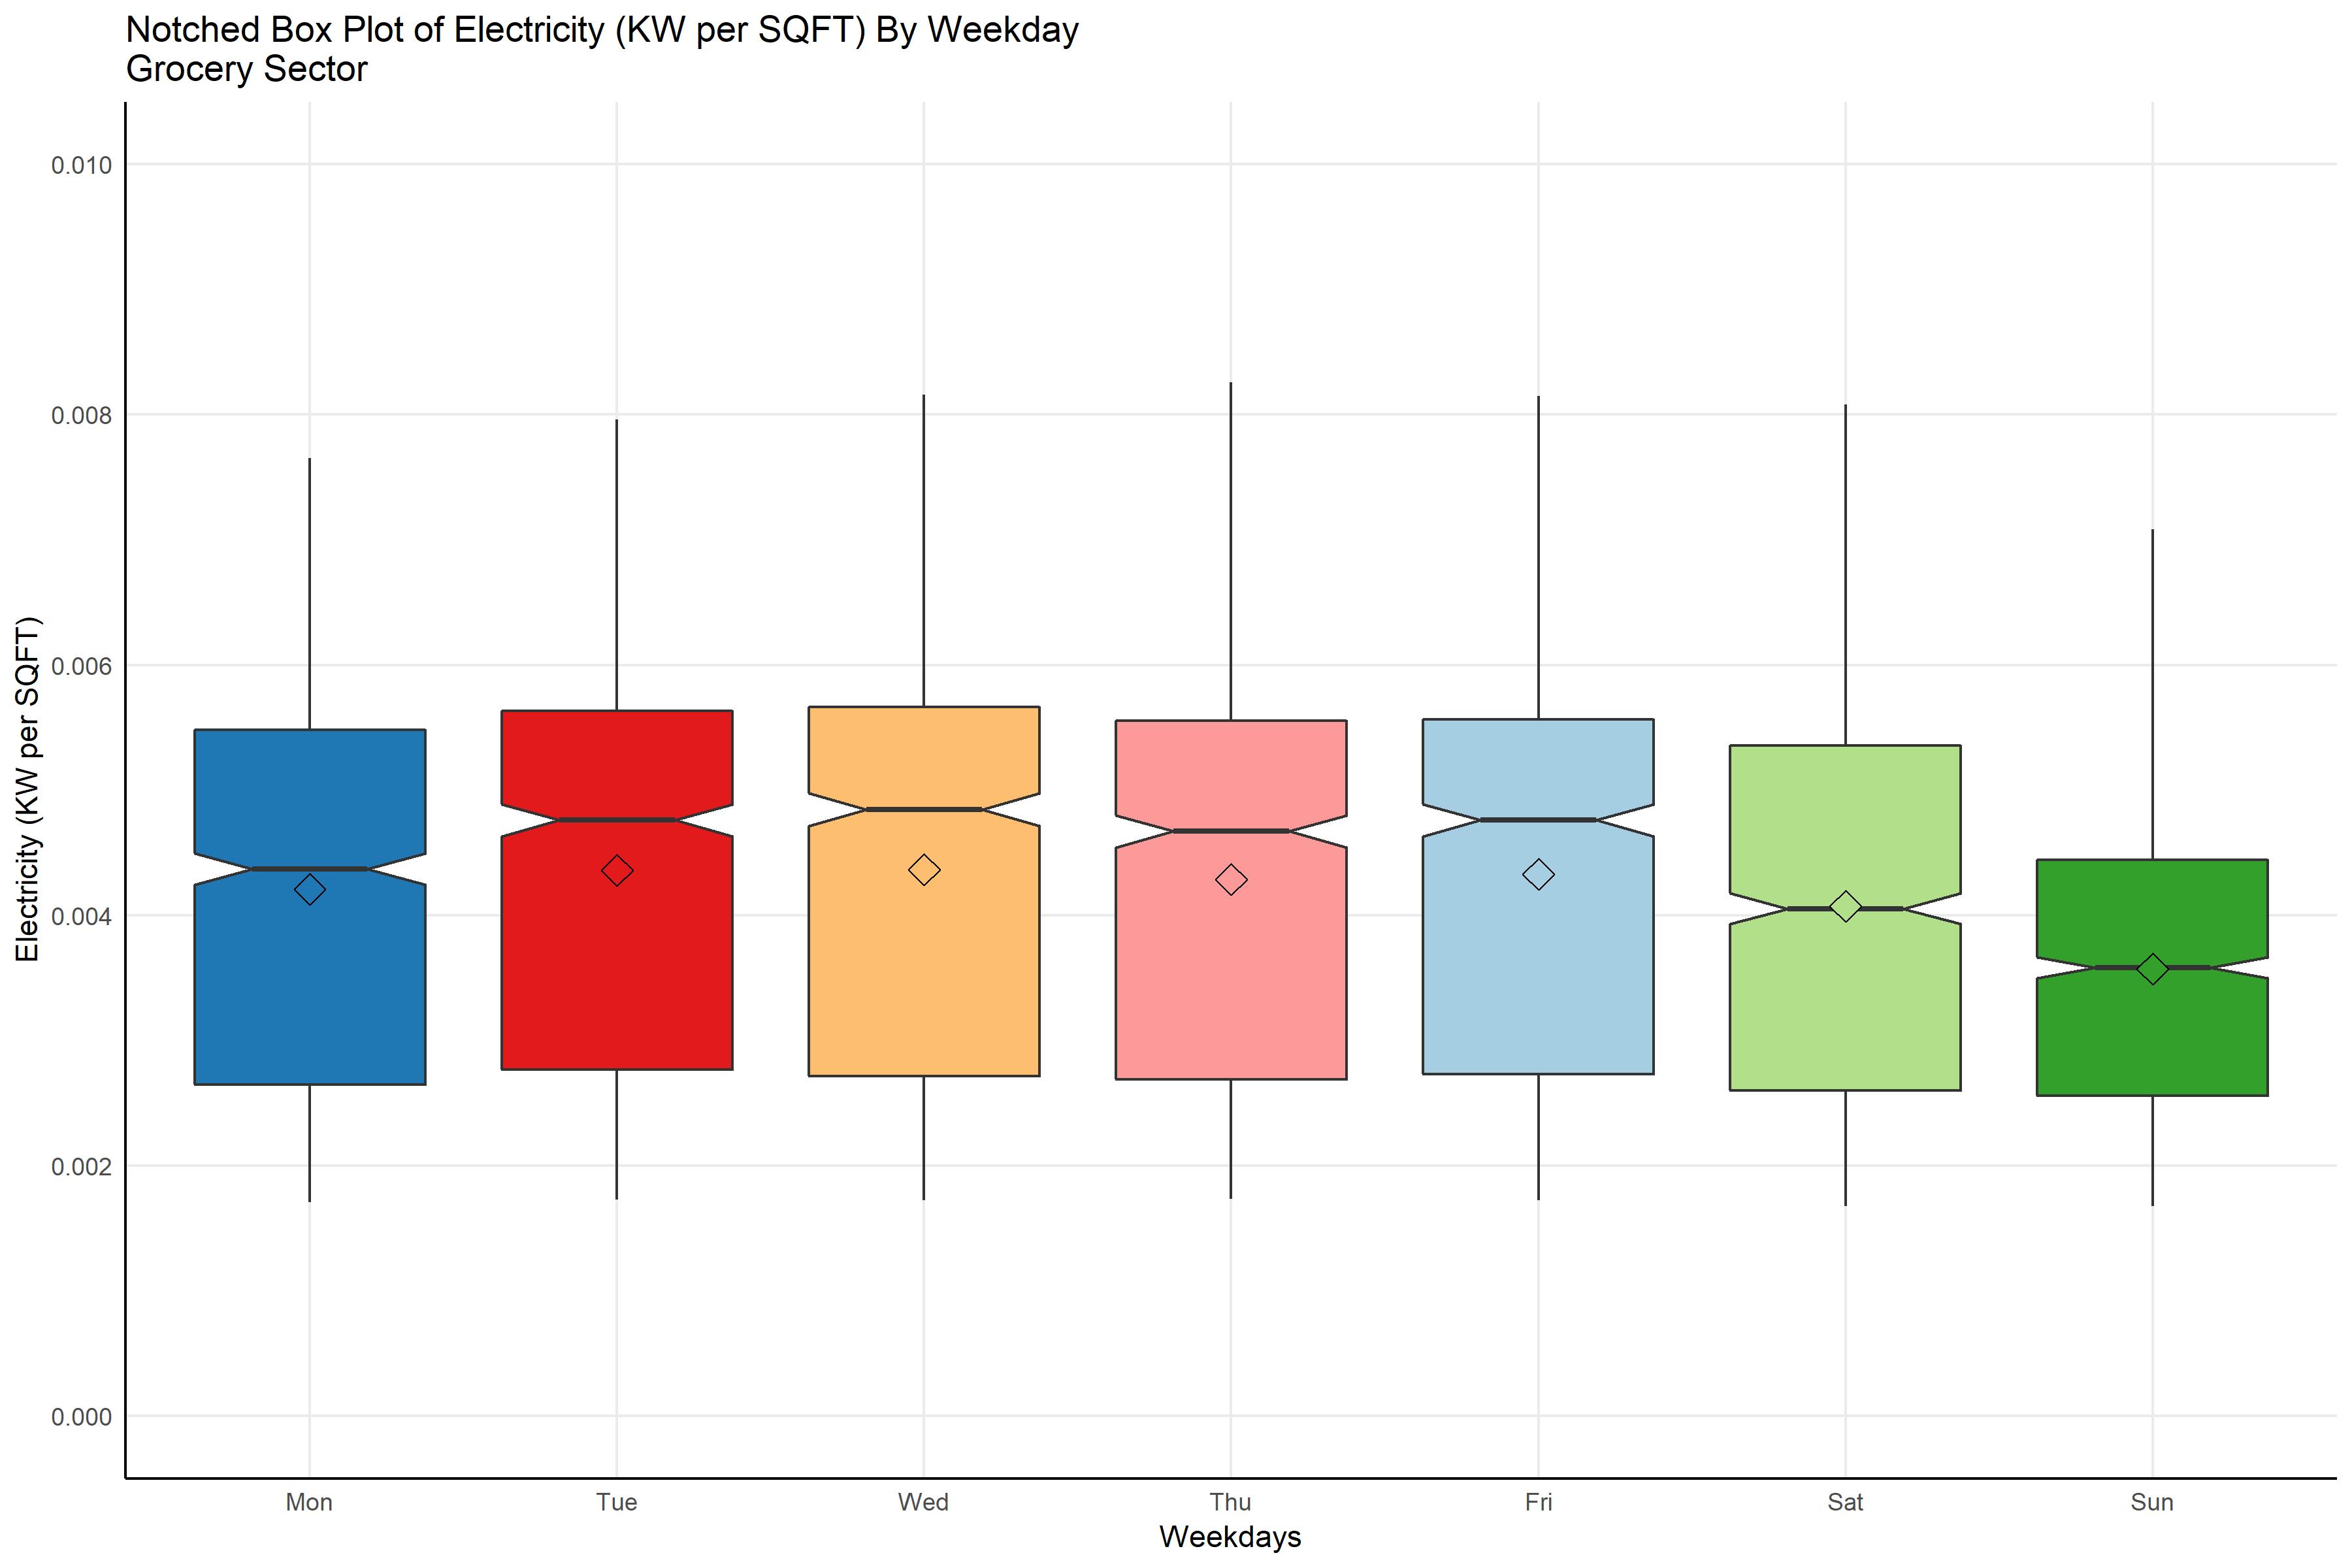 Notched Box Plot of Electricity (KW per SQFT) By Weekday
Grocery Sector
Electricity (KW per SQFT)
0.010
0.008
0.006
0.004
0.002
0.000
Mon Tue Wed Thu Fri Sat Sun
Weekdays